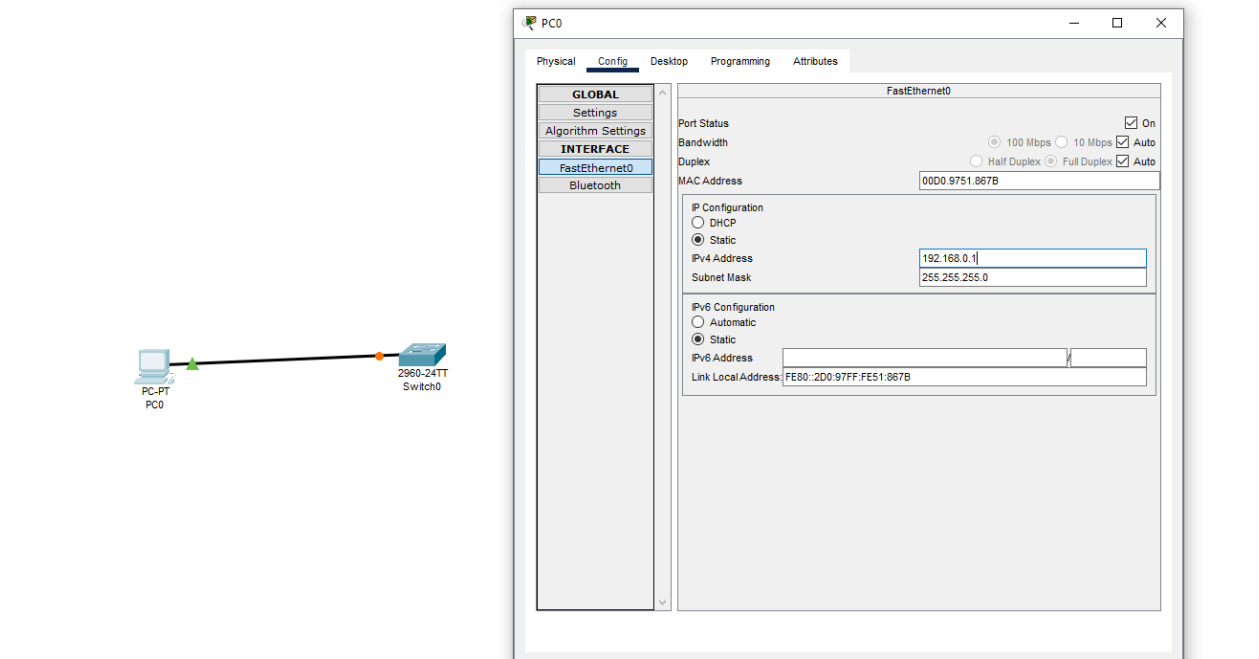 PC0
Physical Config Desktop Programming Attributes
GLOBAL
Settings
Algorithm Settings
INTERFACE
FastEthernet0
Bluetooth
FastEthernet0
Port Status On
Bandwidth 100 Mbps 10 Mbps Auto
Duplex Half Duplex Full Duplex Auto
MAC Address 00D0.9751.867B
IP Configuration
DHCP
Static
IPv4 Address 192.168.0.1
Subnet Mask 255.255.255.0
IPv6 Configuration
Automatic
Static
IPv6 Address /
Link Local Address: FE80::2D0:97FF:FE51:867B
PC-PT
PC0
2960-24TT
Switch0